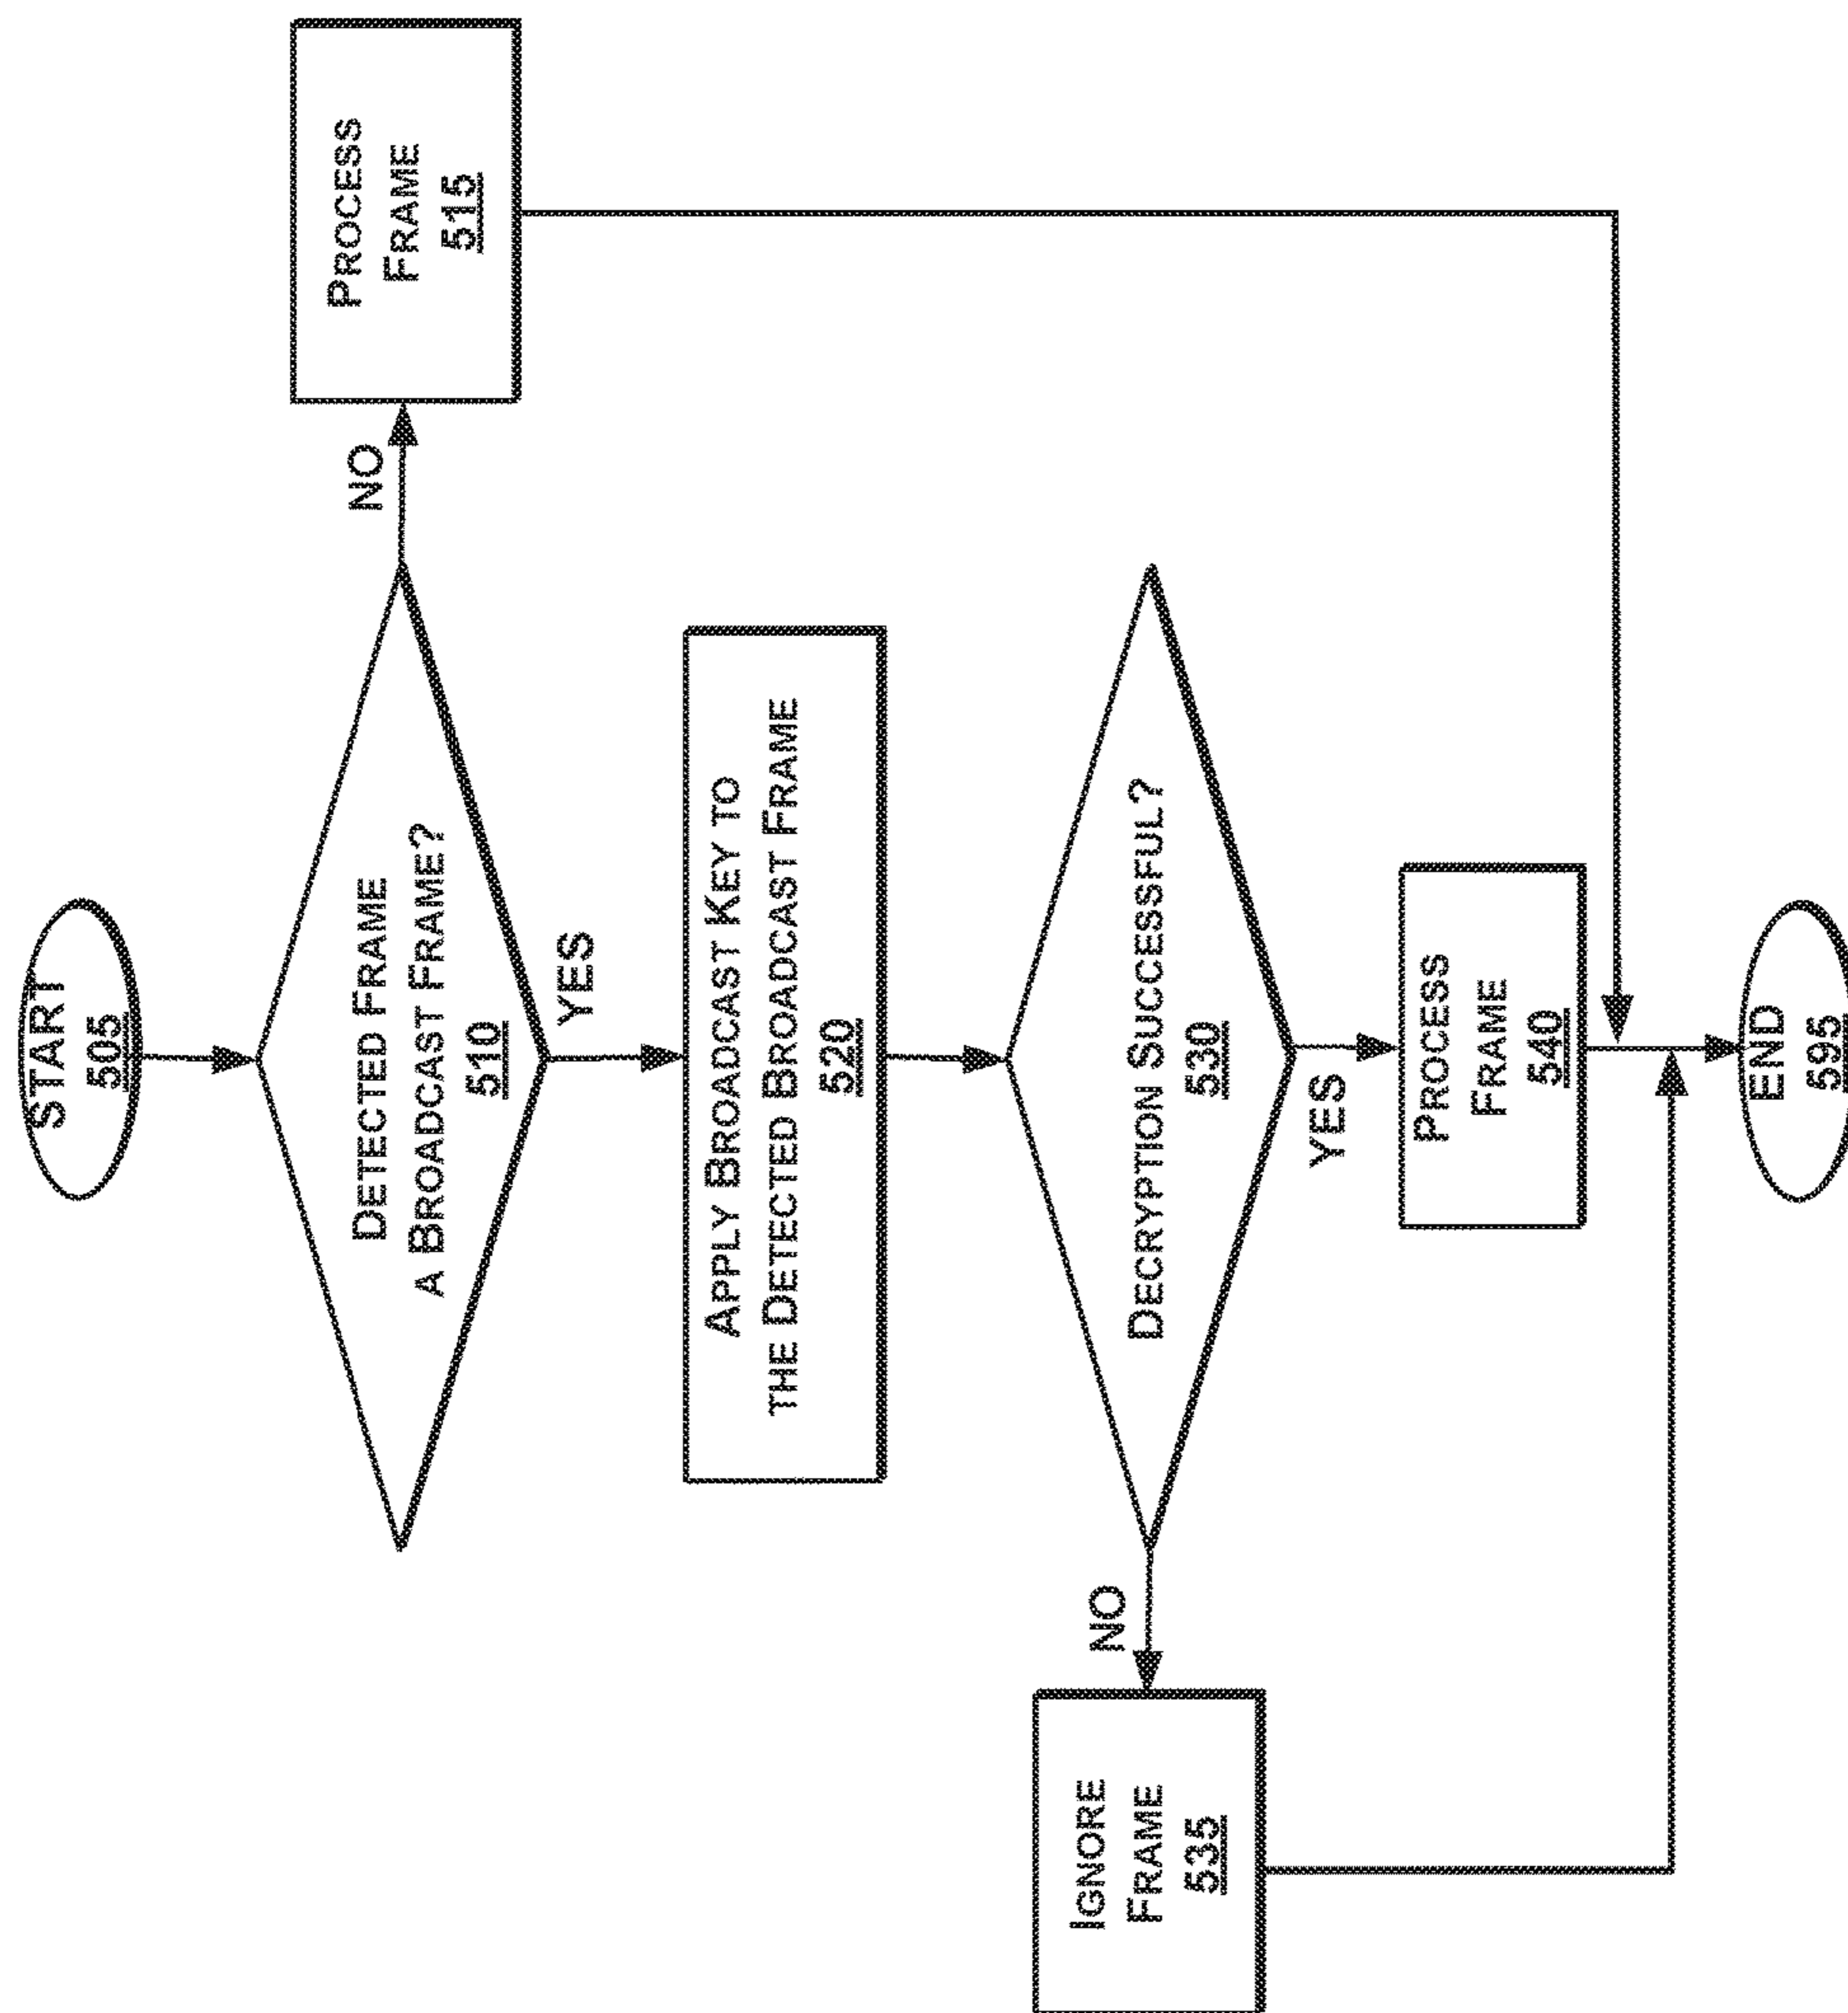 START
505
DETECTED FRAME
A BROADCAST FRAME?
510
NO
PROCESS
FRAME
515
YES
APPLY BROADCAST KEY TO
THE DETECTED BROADCAST FRAME
520
DECRYPTION SUCCESSFUL?
530
NO
IGNORE
FRAME
535
YES
PROCESS
FRAME
540
END
595